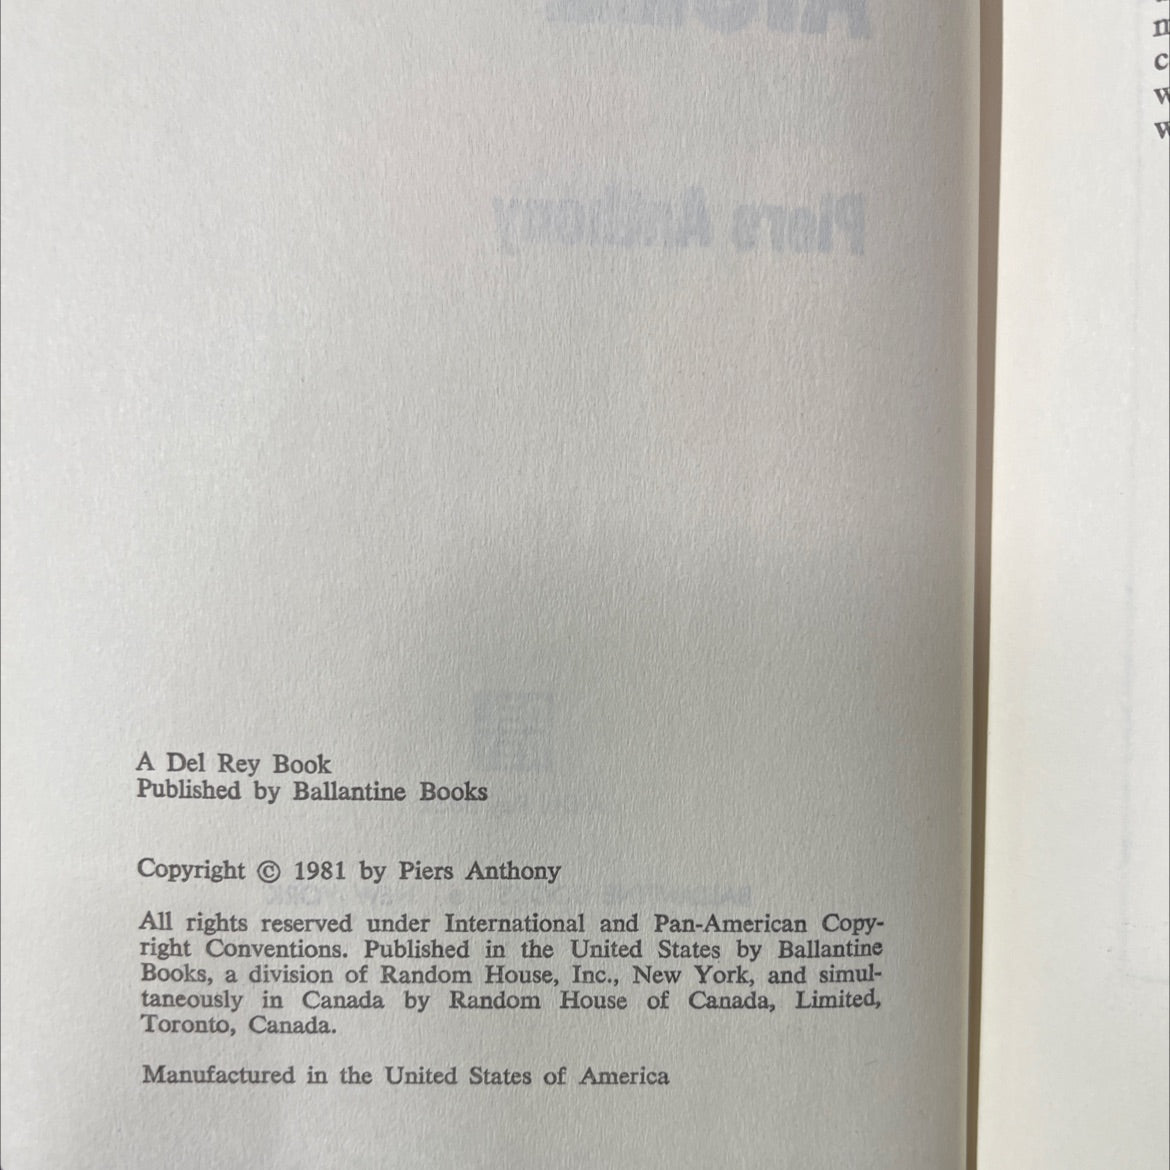 Piers Anthony
A Del Rey Book
Published by Ballantine Books
Copyright © 1981 by Piers Anthony
All rights reserved under International and Pan-American Copy-
right Conventions. Published in the United States by Ballantine
Books, a division of Random House, Inc., New York, and simul-
taneously in Canada by Random House of Canada, Limited,
Toronto, Canada.
Manufactured in the United States of America
n
c
w
w